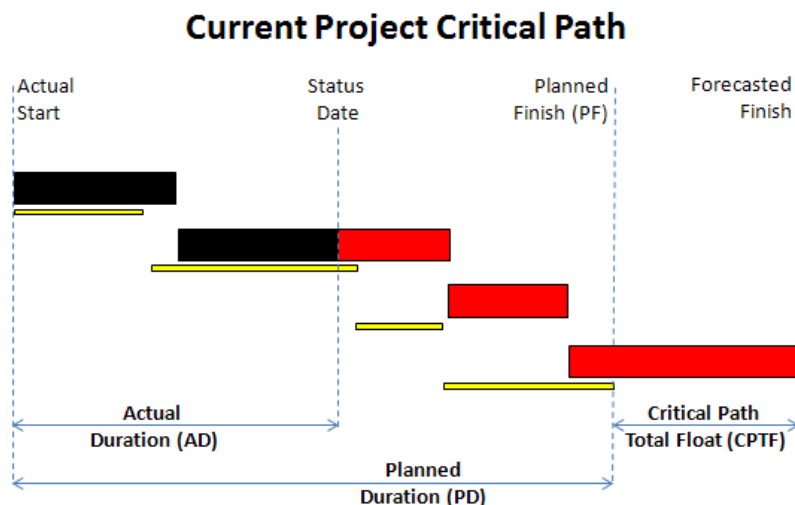 Current Project Critical Path
Actual
Start
Status
Date
Planned
Finish (PF)
Forecasted
Finish
Actual
Duration (AD)
Critical Path
Total Float (CPTF)
Planned
Duration (PD)